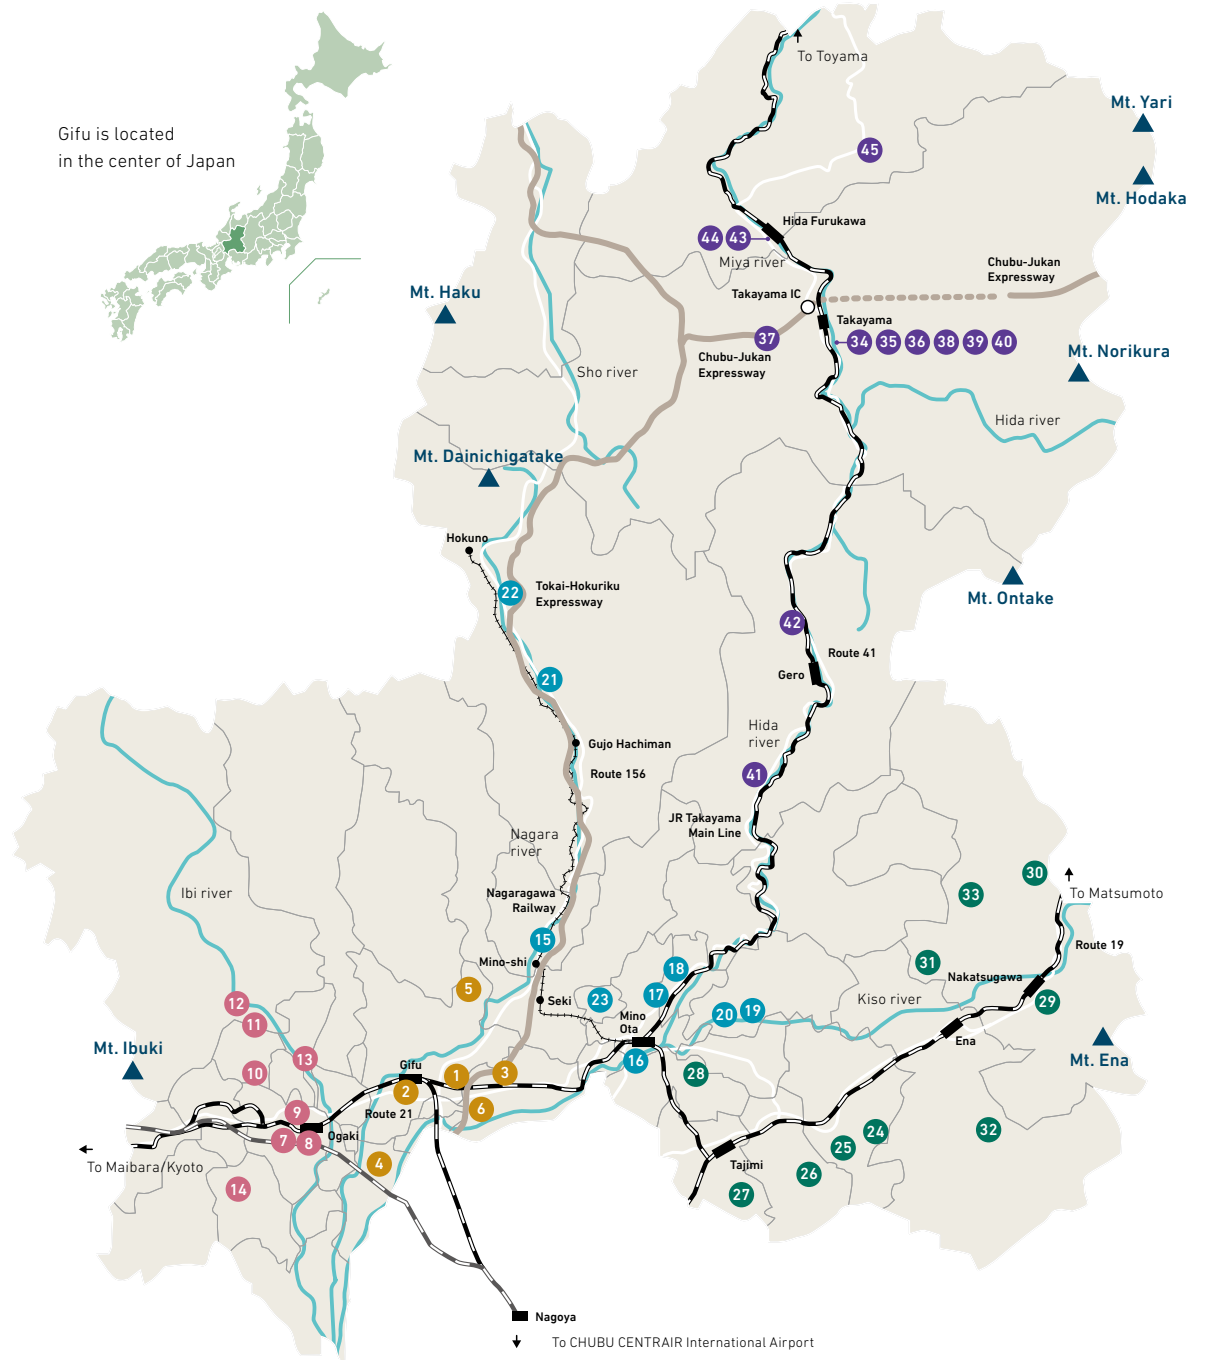 To Toyama
Mt. Yari
Gifu is located
in the center of Japan
45
Mt. Hodaka
Hida Furukawa
44 43
Miya river
Chubu-Jukan
Expressway
Mt. Haku
Takayama IC
Takayama
37
34 35 36 38 39 40
Mt. Norikura
Chubu-Jukan
Expressway
Sho river
Hida river
Mt. Dainichigatake
Hokuno
22
Tokai-Hokuriku
Expressway
Mt. Ontake
42
Route 41
Gero
21
Hida
river
Gujo Hachiman
Route 156
41
JR Takayama
Main Line
Nagara
river
30
To Matsumoto
Ibi river
Nagaragawa
Railway
33
15
Route 19
Mino-shi
18
31
Nakatsugawa
5
17
Seki
23
Kiso river
29
12
11
Mino
Ota
20 19
Ena
Mt. Ibuki
13
10
Gifu
1
3
16
28
Mt. Ena
2
9
Route 21
6
7 8
Ogaki
24
32
25
To Maibara/Kyoto
4
Tajimi
26
14
27
Nagoya
To CHUBU CENTRAIR International Airport